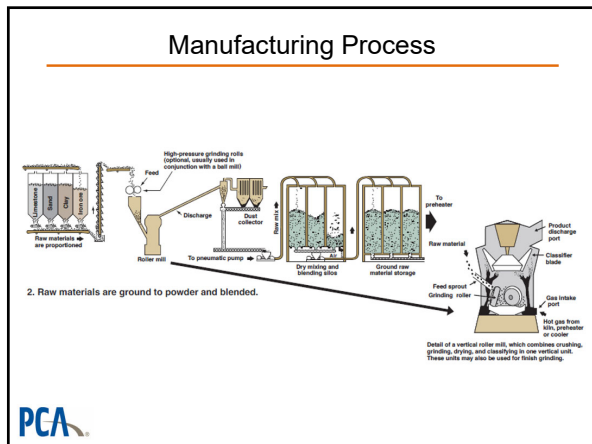 Manufacturing Process
High-pressure grinding rolls
(optional, usually used in
conjunction with a ball mill)
Feed
Limestone
Sand
Clay
Iron ore
Raw materials
are proportioned
Discharge
Roller mill
Dust
collector
To pneumatic pump
Raw mix
Air
Dry mixing and
blending silos
Ground raw
material storage
To
preheater
Raw material
Product
discharge
port
Classifier
blade
Feed sprout
Grinding roller
Gas intake
port
Hot gas from
kiln, preheater
or cooler
2. Raw materials are ground to powder and blended.
Detail of a vertical roller mill, which combines crushing,
grinding, drying, and classifying in one vertical unit.
These units may also be used for finish grinding.
PCA